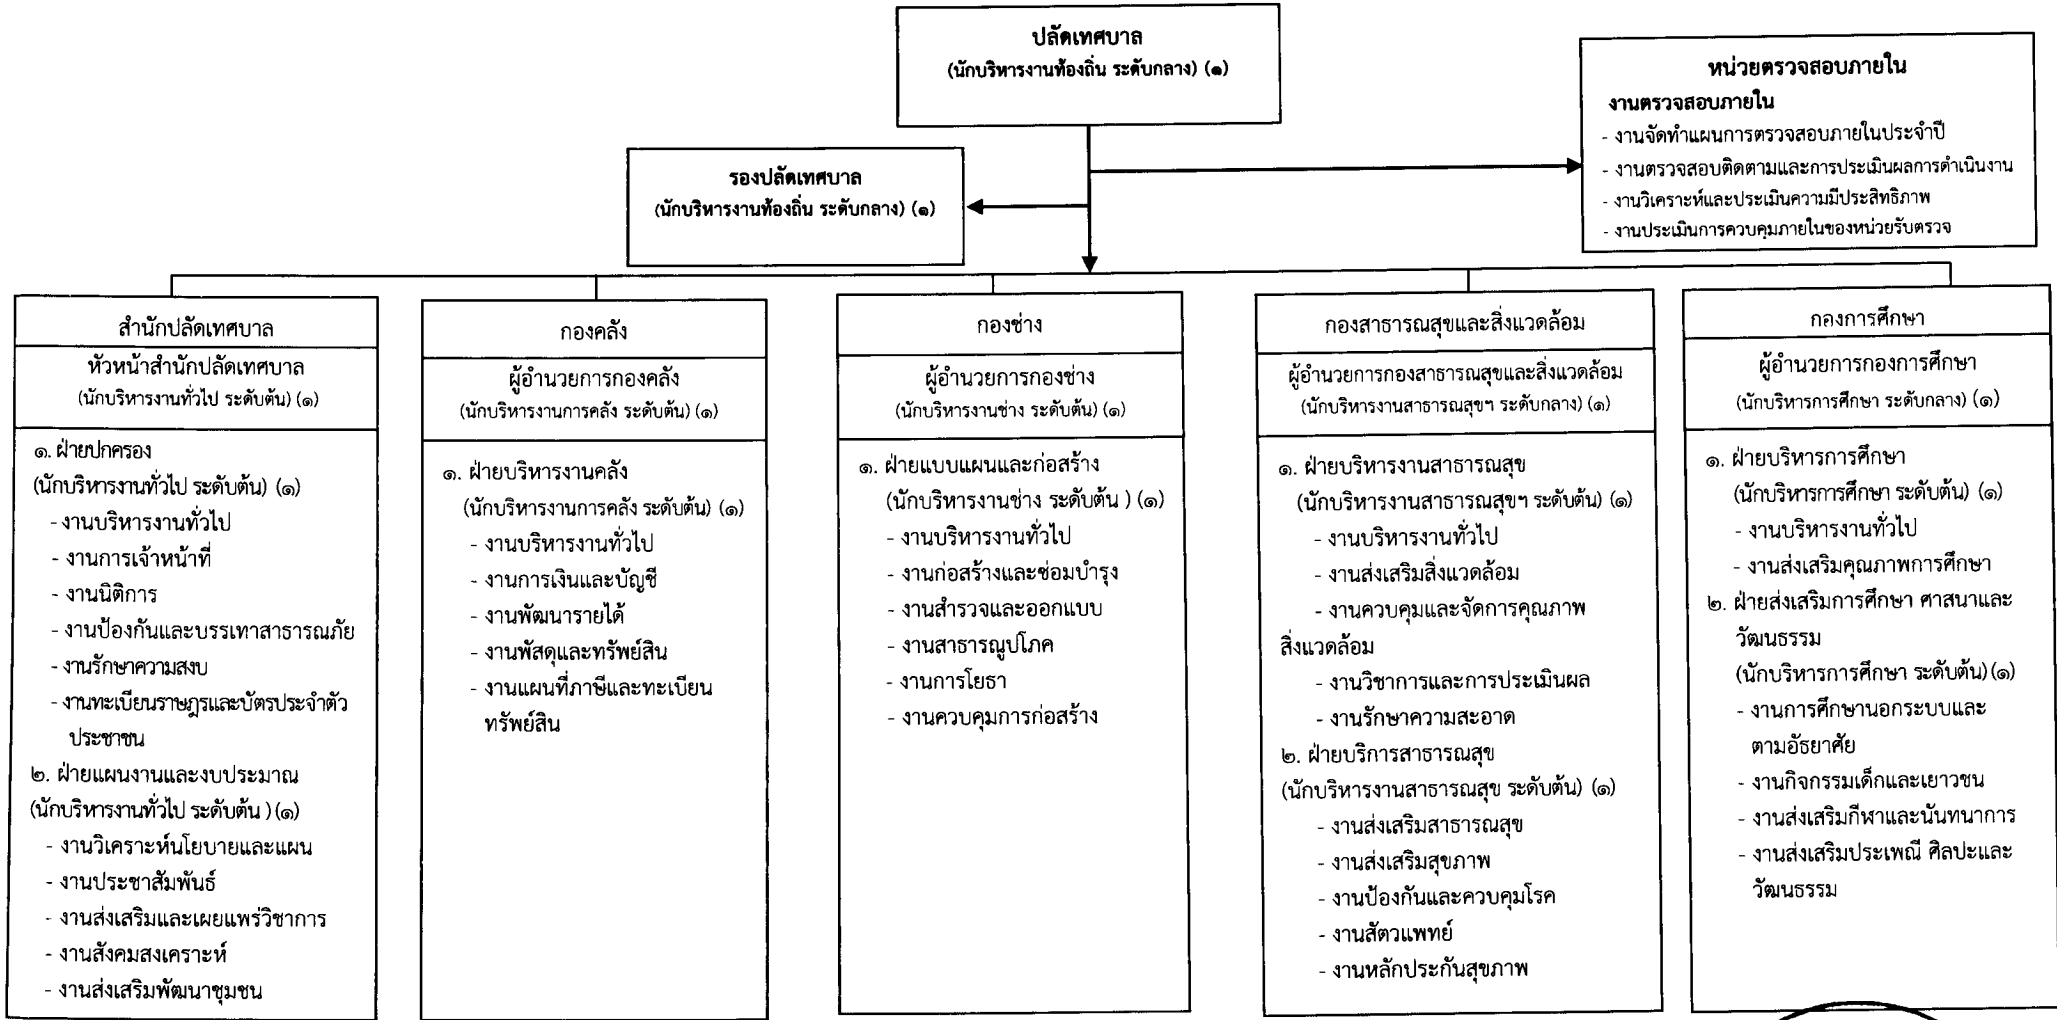 ปลัดเทศบาล
(นักบริหารงานท้องถิ่น ระดับกลาง) (๑)
หน่วยตรวจสอบภายใน
งานตรวจสอบภายใน
- งานจัดทำแผนการตรวจสอบภายในประจำปี
- งานตรวจสอบติดตามและการประเมินผลการดำเนินงาน
- งานวิเคราะห์และประเมินความมีประสิทธิภาพ
- งานประเมินการควบคุมภายในของหน่วยรับตรวจ
รองปลัดเทศบาล
(นักบริหารงานท้องถิ่น ระดับกลาง) (๑)
สำนักปลัดเทศบาล
หัวหน้าสำนักปลัดเทศบาล
(นักบริหารงานทั่วไป ระดับต้น) (๑)
๑. ฝ่ายปกครอง
(นักบริหารงานทั่วไป ระดับต้น) (๑)
- งานบริหารงานทั่วไป
- งานการเจ้าหน้าที่
- งานนิติการ
- งานป้องกันและบรรเทาสาธารณภัย
- งานรักษาความสงบ
- งานทะเบียนราษฎรและบัตรประจำตัว
ประชาชน
๒. ฝ่ายแผนงานและงบประมาณ
(นักบริหารงานทั่วไป ระดับต้น ) (๑)
- งานวิเคราะห์นโยบายและแผน
- งานประชาสัมพันธ์
- งานส่งเสริมและเผยแพร่วิชาการ
- งานสังคมสงเคราะห์
- งานส่งเสริมพัฒนาชุมชน
กองคลัง
ผู้อำนวยการกองคลัง
(นักบริหารงานการคลัง ระดับต้น) (๑)
๑. ฝ่ายบริหารงานคลัง
(นักบริหารงานการคลัง ระดับต้น) (๑)
- งานบริหารงานทั่วไป
- งานการเงินและบัญชี
- งานพัฒนารายได้
- งานพัสดุและทรัพย์สิน
- งานแผนที่ภาษีและทะเบียน
ทรัพย์สิน
กองช่าง
ผู้อำนวยการกองช่าง
(นักบริหารงานช่าง ระดับต้น) (๑)
๑. ฝ่ายแบบแผนและก่อสร้าง
(นักบริหารงานช่าง ระดับต้น ) (๑)
- งานบริหารงานทั่วไป
- งานก่อสร้างและซ่อมบำรุง
- งานสำรวจและออกแบบ
- งานสาธารณูปโภค
- งานการโยธา
- งานควบคุมการก่อสร้าง
กองสาธารณสุขและสิ่งแวดล้อม
ผู้อำนวยการกองสาธารณสุขและสิ่งแวดล้อม
(นักบริหารงานสาธารณสุขฯ ระดับกลาง) (๑)
๑. ฝ่ายบริหารงานสาธารณสุข
(นักบริหารงานสาธารณสุขฯ ระดับต้น) (๑)
- งานบริหารงานทั่วไป
- งานส่งเสริมสิ่งแวดล้อม
- งานควบคุมและจัดการคุณภาพ
สิ่งแวดล้อม
- งานวิชาการและการประเมินผล
- งานรักษาความสะอาด
๒. ฝ่ายบริการสาธารณสุข
(นักบริหารงานสาธารณสุข ระดับต้น) (๑)
- งานส่งเสริมสาธารณสุข
- งานส่งเสริมสุขภาพ
- งานป้องกันและควบคุมโรค
- งานสัตวแพทย์
- งานหลักประกันสุขภาพ
กองการศึกษา
ผู้อำนวยการกองการศึกษา
(นักบริหารการศึกษา ระดับกลาง) (๑)
๑. ฝ่ายบริหารการศึกษา
(นักบริหารการศึกษา ระดับต้น) (๑)
- งานบริหารงานทั่วไป
- งานส่งเสริมคุณภาพการศึกษา
๒. ฝ่ายส่งเสริมการศึกษา ศาสนาและ
วัฒนธรรม
(นักบริหารการศึกษา ระดับต้น) (๑)
- งานการศึกษานอกระบบและ
ตามอัธยาศัย
- งานกิจกรรมเด็กและเยาวชน
- งานส่งเสริมกีฬาและนันทนาการ
- งานส่งเสริมประเพณี ศิลปะและ
วัฒนธรรม